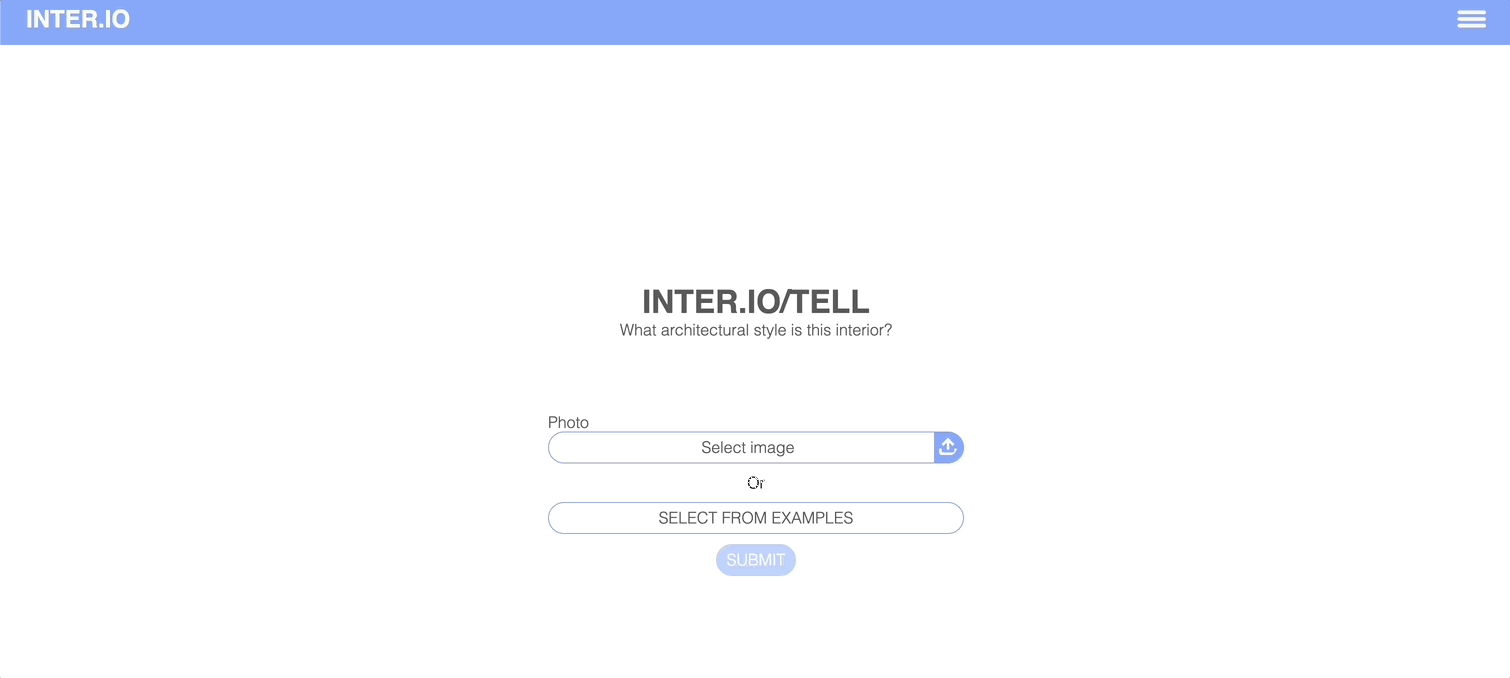 INTER.IO
INTER.IO/TELL
What architectural style is this interior?
Photo
Select image
Or
SELECT FROM EXAMPLES
SUBMIT